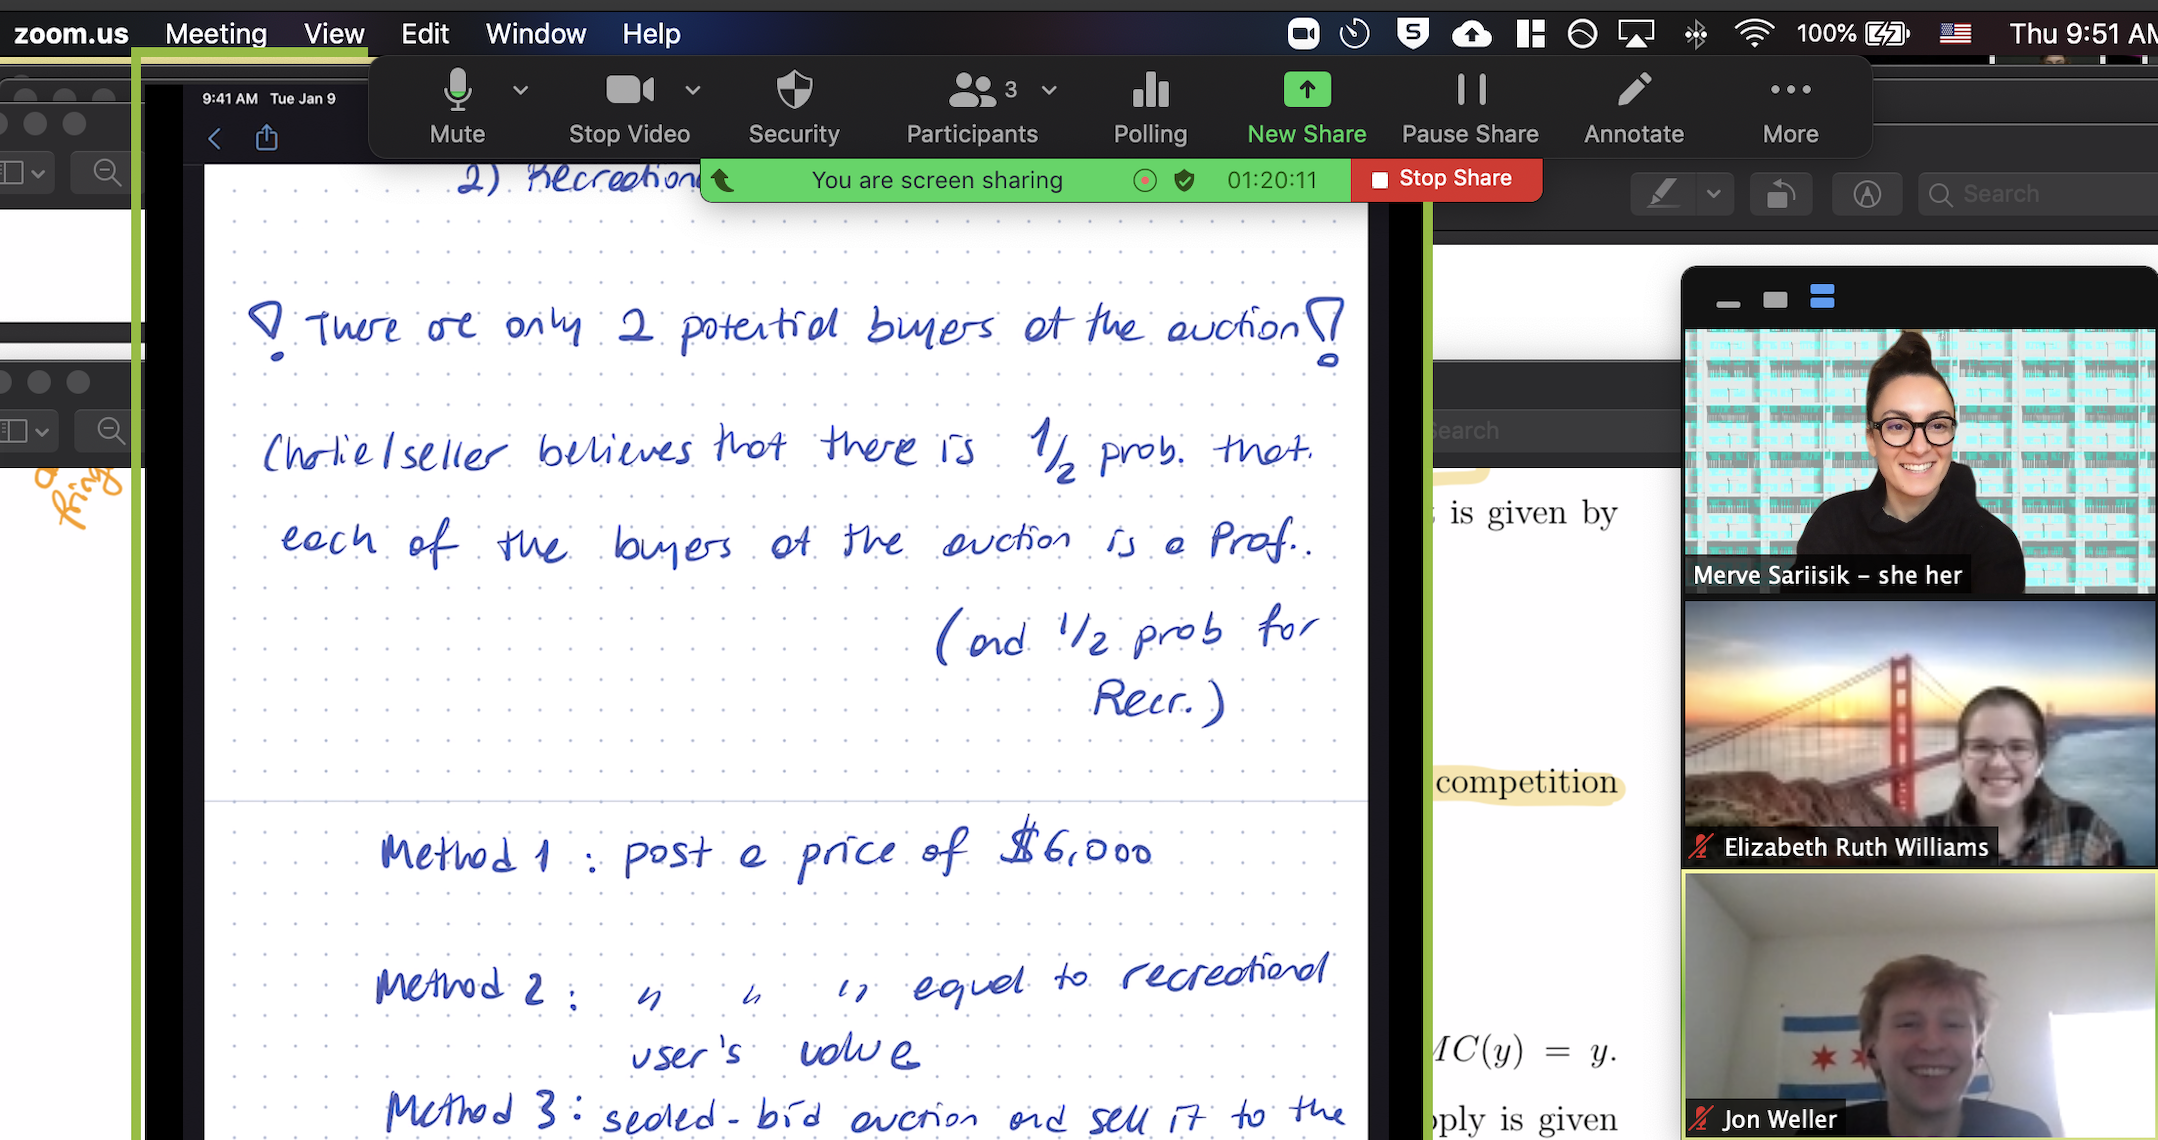 zoom.us Meeting View Edit Window Help 100% Thu 9:51 AM
9:41 AM Tue Jan 9
Mute Stop Video Security Participants 3 Polling New Share Pause Share Annotate More
You are screen sharing 01:20:11 Stop Share
Search
2) Recreation
! There are only 2 potential buyers at the auction!
Charlie/seller believes that there is 1/2 prob. that
each of the buyers at the auction is a Prof..
(and 1/2 prob for
Recr.)
Method 1 : post a price of $6,000
Method 2 : " " " equal to recreational
user's value
Method 3 : sealed-bid auction and sell it to the
Search
is given by
competition
MC(y) = y.
is given
Merve Sariisik – she her
Elizabeth Ruth Williams
Jon Weller